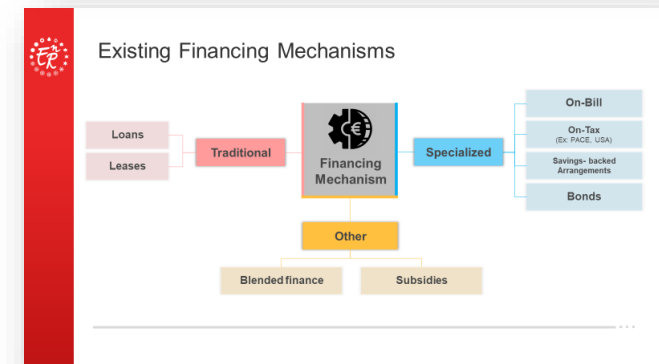 Existing Financing Mechanisms
Loans
Leases
Traditional
€
Financing
Mechanism
Specialized
On-Bill
On-Tax
(Ex: PACE, USA)
Savings- backed
Arrangements
Bonds
Other
Blended finance
Subsidies